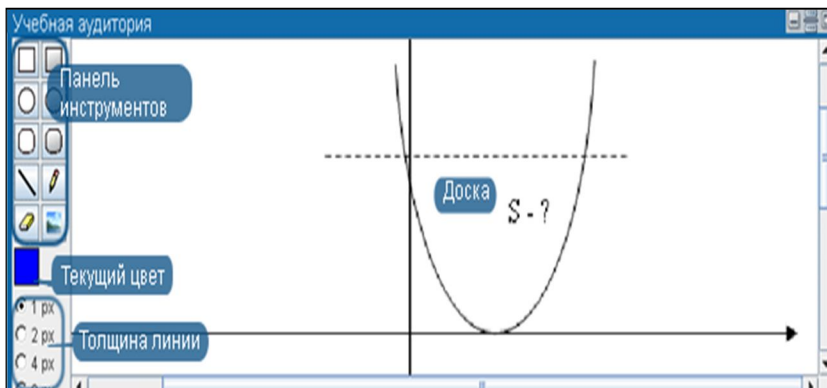 Учебная аудитория
Панель
инструментов
Доска
S - ?
Текущий цвет
1 px
2 px
Толщина линии
4 px